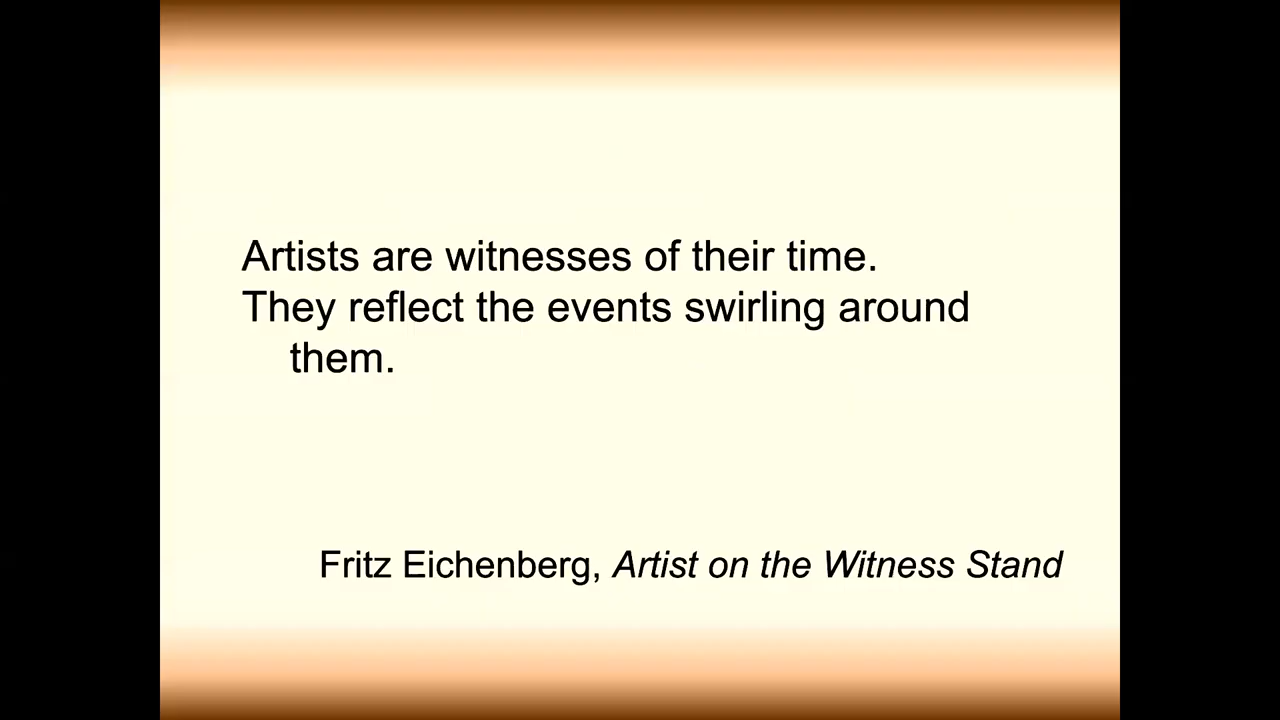 Artists are witnesses of their time.
They reflect the events swirling around
them.
Fritz Eichenberg, Artist on the Witness Stand